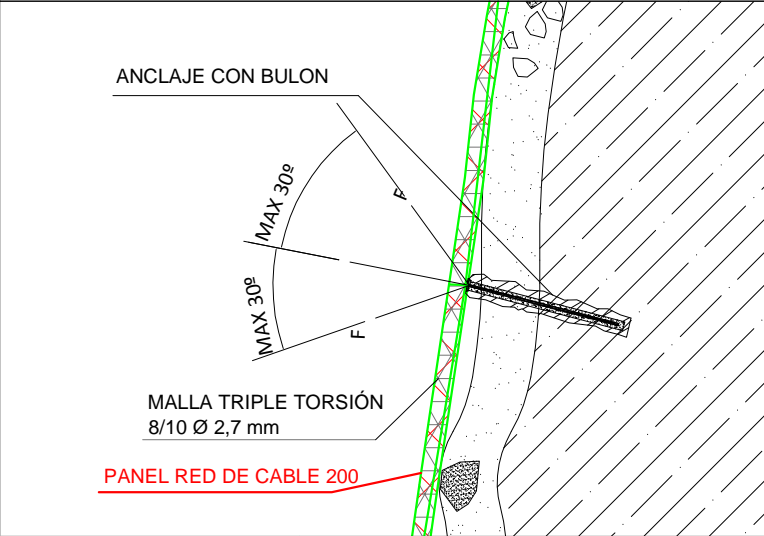 ANCLAJE CON BULON
MAX 30º
F
MAX 30º
F
MALLA TRIPLE TORSIÓN
8/10 Ø 2,7 mm
PANEL RED DE CABLE 200